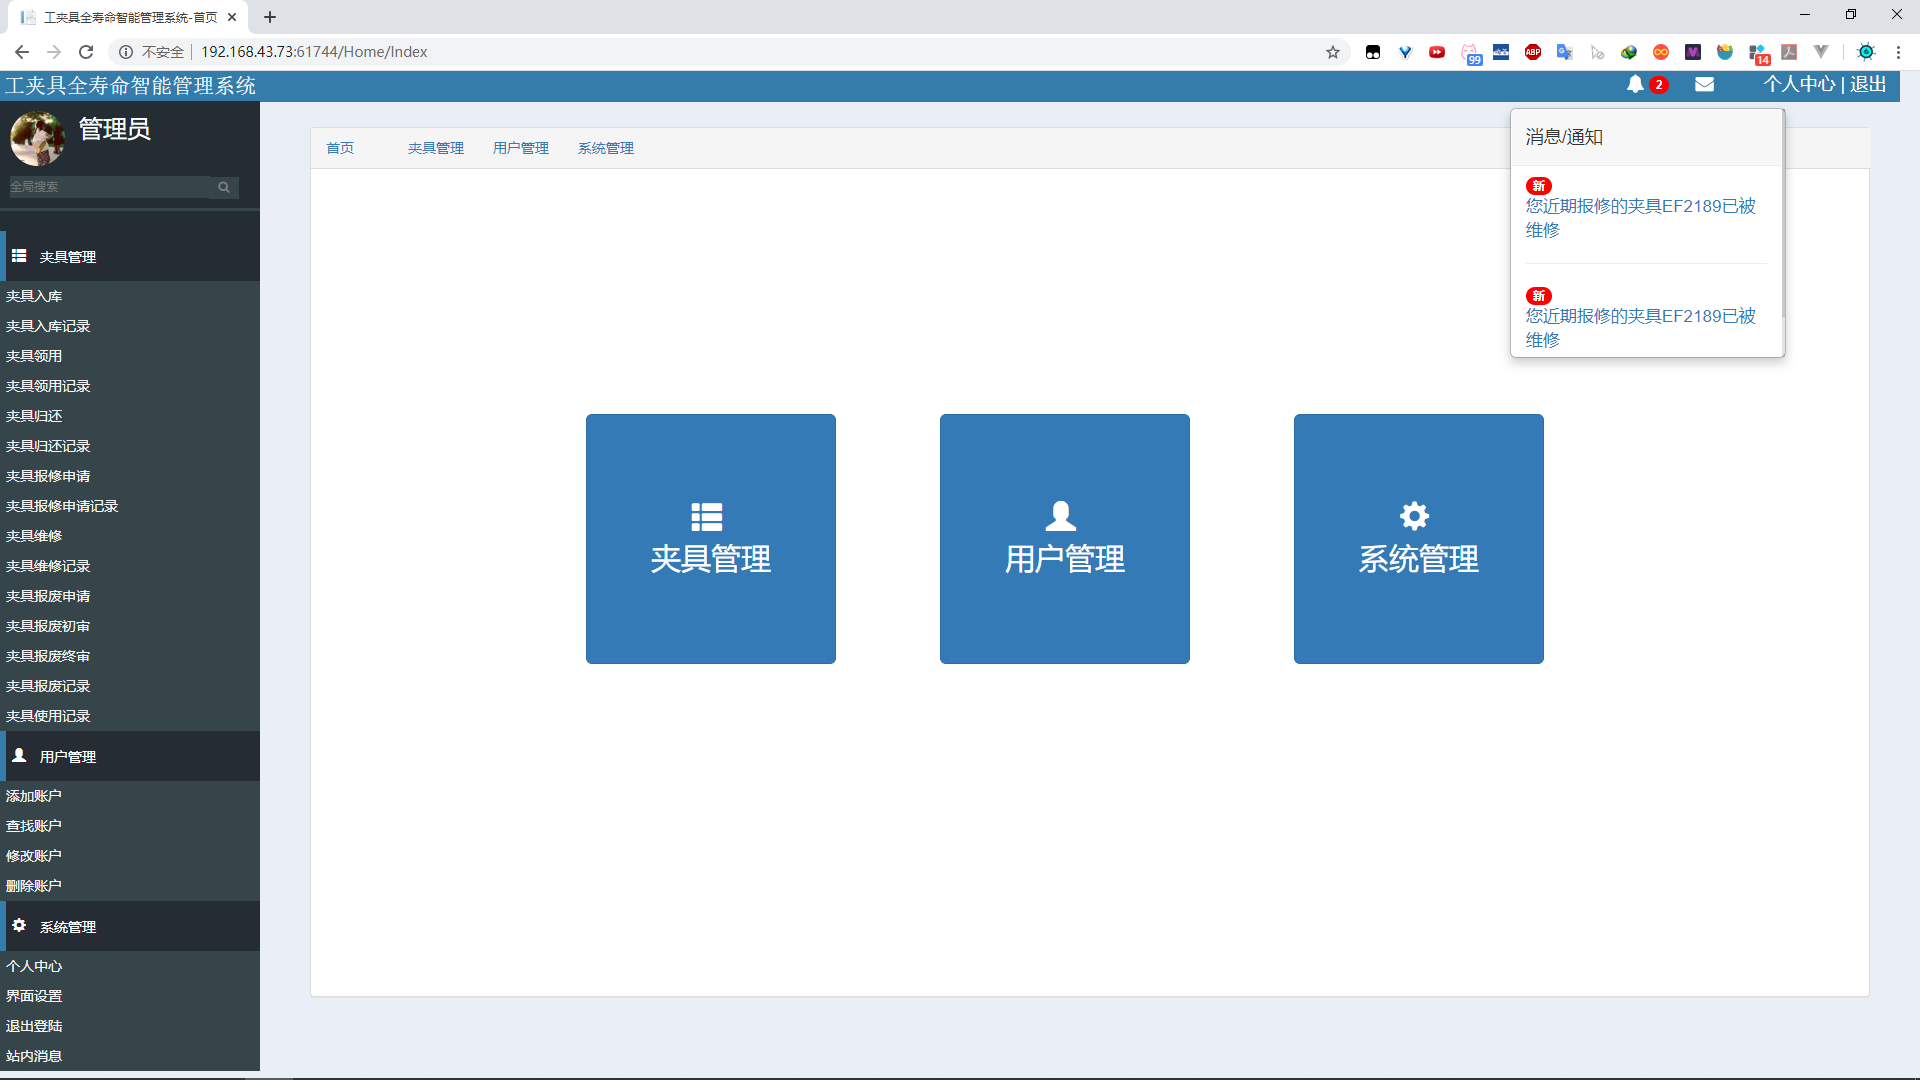 工夹具全寿命智能管理系统-首页
不安全 192.168.43.73:61744/Home/Index
99
ABP
14
工夹具全寿命智能管理系统
2
个人中心 | 退出
管理员
全局搜索
夹具管理
夹具入库
夹具入库记录
夹具领用
夹具领用记录
夹具归还
夹具归还记录
夹具报修申请
夹具报修申请记录
夹具维修
夹具维修记录
夹具报废申请
夹具报废初审
夹具报废终审
夹具报废记录
夹具使用记录
用户管理
添加账户
查找账户
修改账户
删除账户
系统管理
个人中心
界面设置
退出登陆
站内消息
首页 夹具管理 用户管理 系统管理
消息/通知
新
您近期报修的夹具EF2189已被
维修
新
您近期报修的夹具EF2189已被
维修
夹具管理
用户管理
系统管理